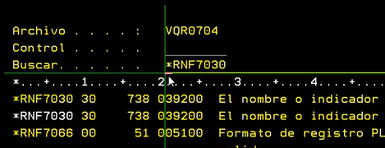 Archivo . . . . . : VQR0704
Control . . . . .
Buscar. . . . . . *RNF7030
*...+....1....+....2....+....3....+....4....+
*RNF7030 30 738 039200 El nombre o indicador
*RNF7030 30 738 039200 El nombre o indicador
*RNF7066 00 51 005100 Formato de registro PL